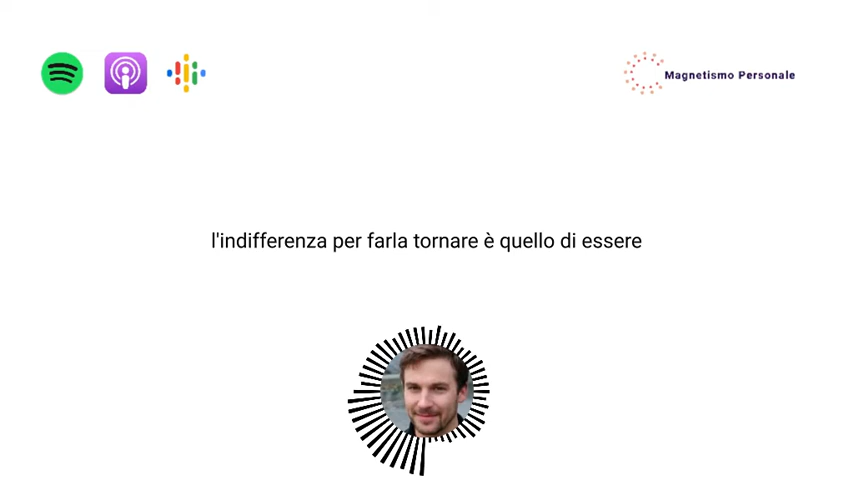 Magnetismo Personale
l'indifferenza per farla tornare è quello di essere